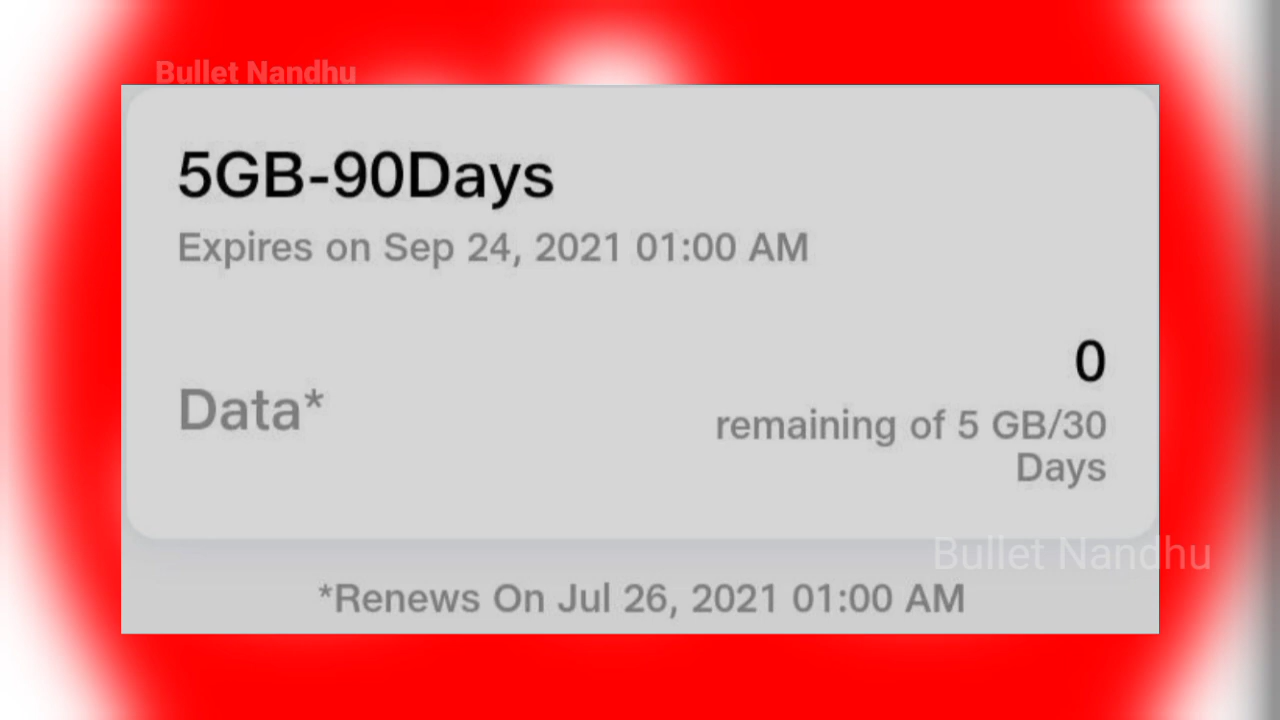 Bullet Nandhu
5GB-90Days
Expires on Sep 24, 2021 01:00 AM
0
Data*
remaining of 5 GB/30
Days
Bullet Nandhu
*Renews On Jul 26, 2021 01:00 AM